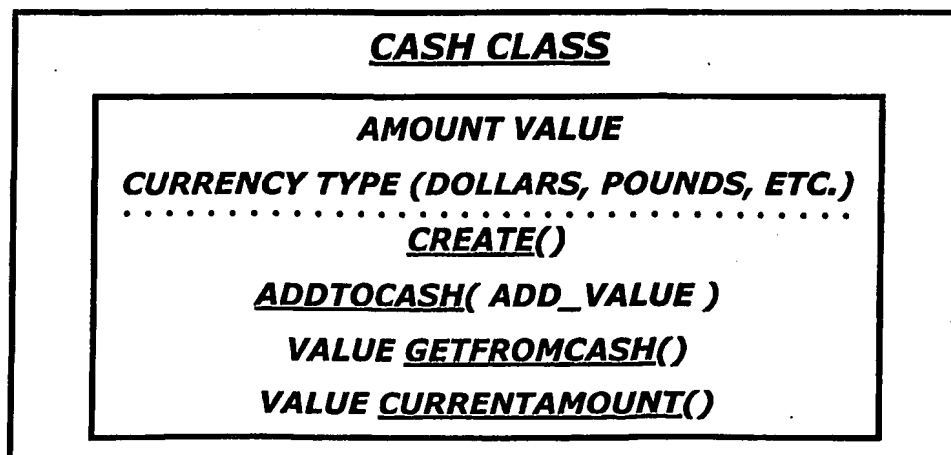 CASH CLASS
AMOUNT VALUE
CURRENCY TYPE (DOLLARS, POUNDS, ETC.)
CREATE()
ADDTOCASH( ADD_VALUE )
VALUE GETFROMCASH()
VALUE CURRENTAMOUNT()